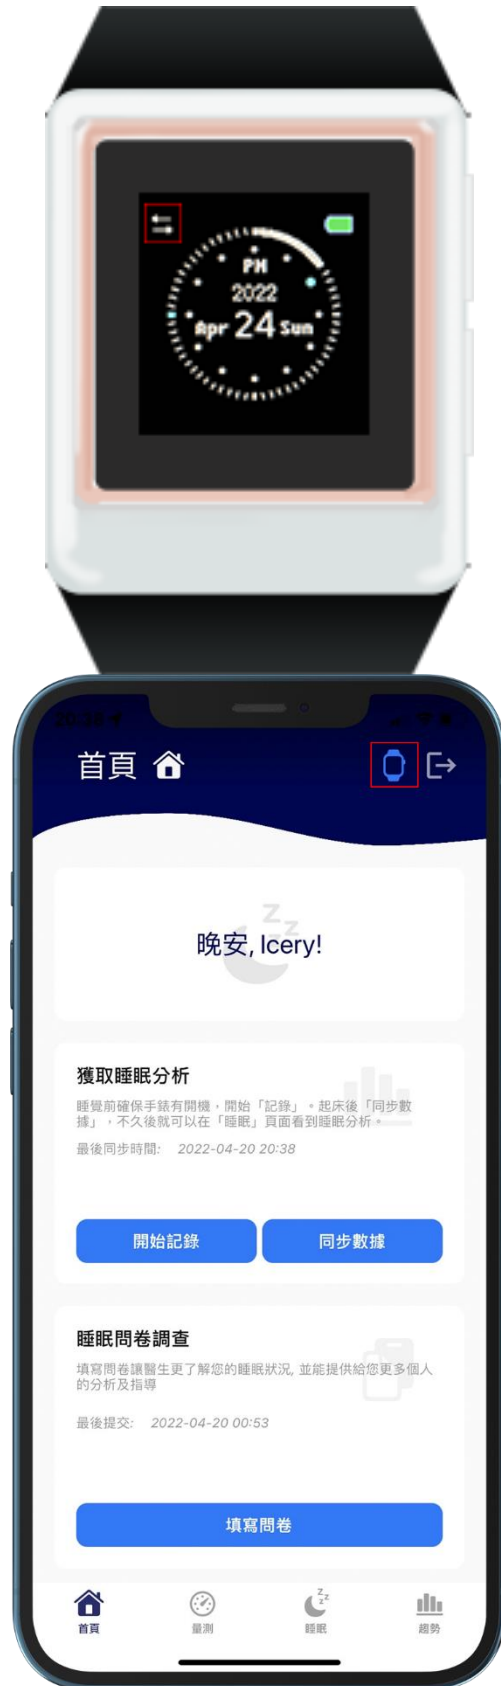 PM
2022
Apr 24 Sun
20:38
首頁
晚安, Icery!
獲取睡眠分析
睡覺前確保手錶有開機，開始「記錄」。起床後「同步數
據」，不久後就可以在「睡眠」頁面看到睡眠分析。
最後同步時間: 2022-04-20 20:38
開始記錄 同步數據
睡眠問卷調查
填寫問卷讓醫生更了解您的睡眠狀況, 並能提供給您更多個人
的分析及指導
最後提交: 2022-04-20 00:53
填寫問卷
首頁 量測 睡眠 趨勢